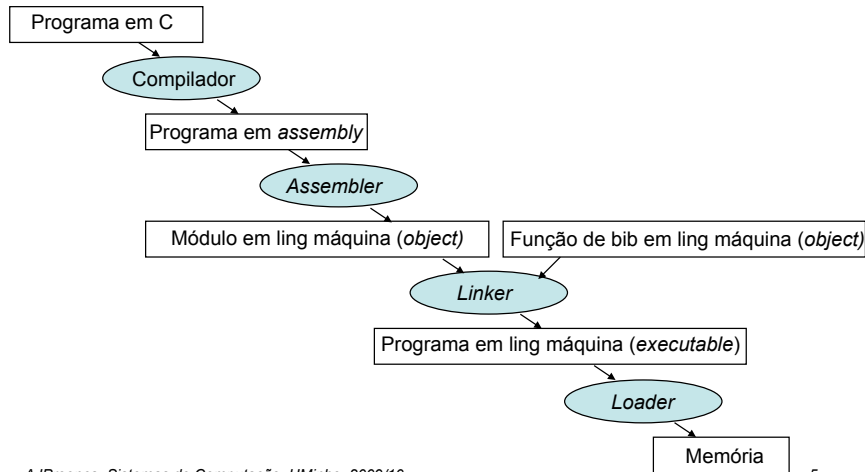 Programa em C
Compilador
Programa em assembly
Assembler
Módulo em ling máquina (object)
Função de bib em ling máquina (object)
Linker
Programa em ling máquina (executable)
Loader
Memória
5